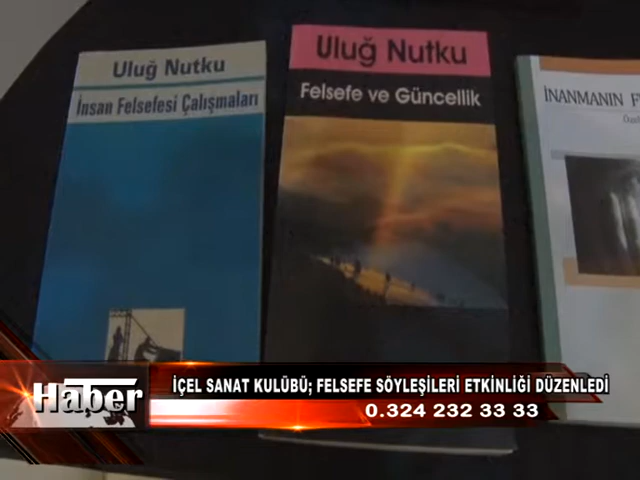 Uluğ Nutku
İnsan Felsefesi Çalışmaları
Uluğ Nutku
Felsefe ve Güncellik
İNANMANIN
Haber
İÇEL SANAT KULÜBÜ; FELSEFE SÖYLEŞİLERİ ETKİNLİĞİ DÜZENLEDİ
0.324 232 33 33